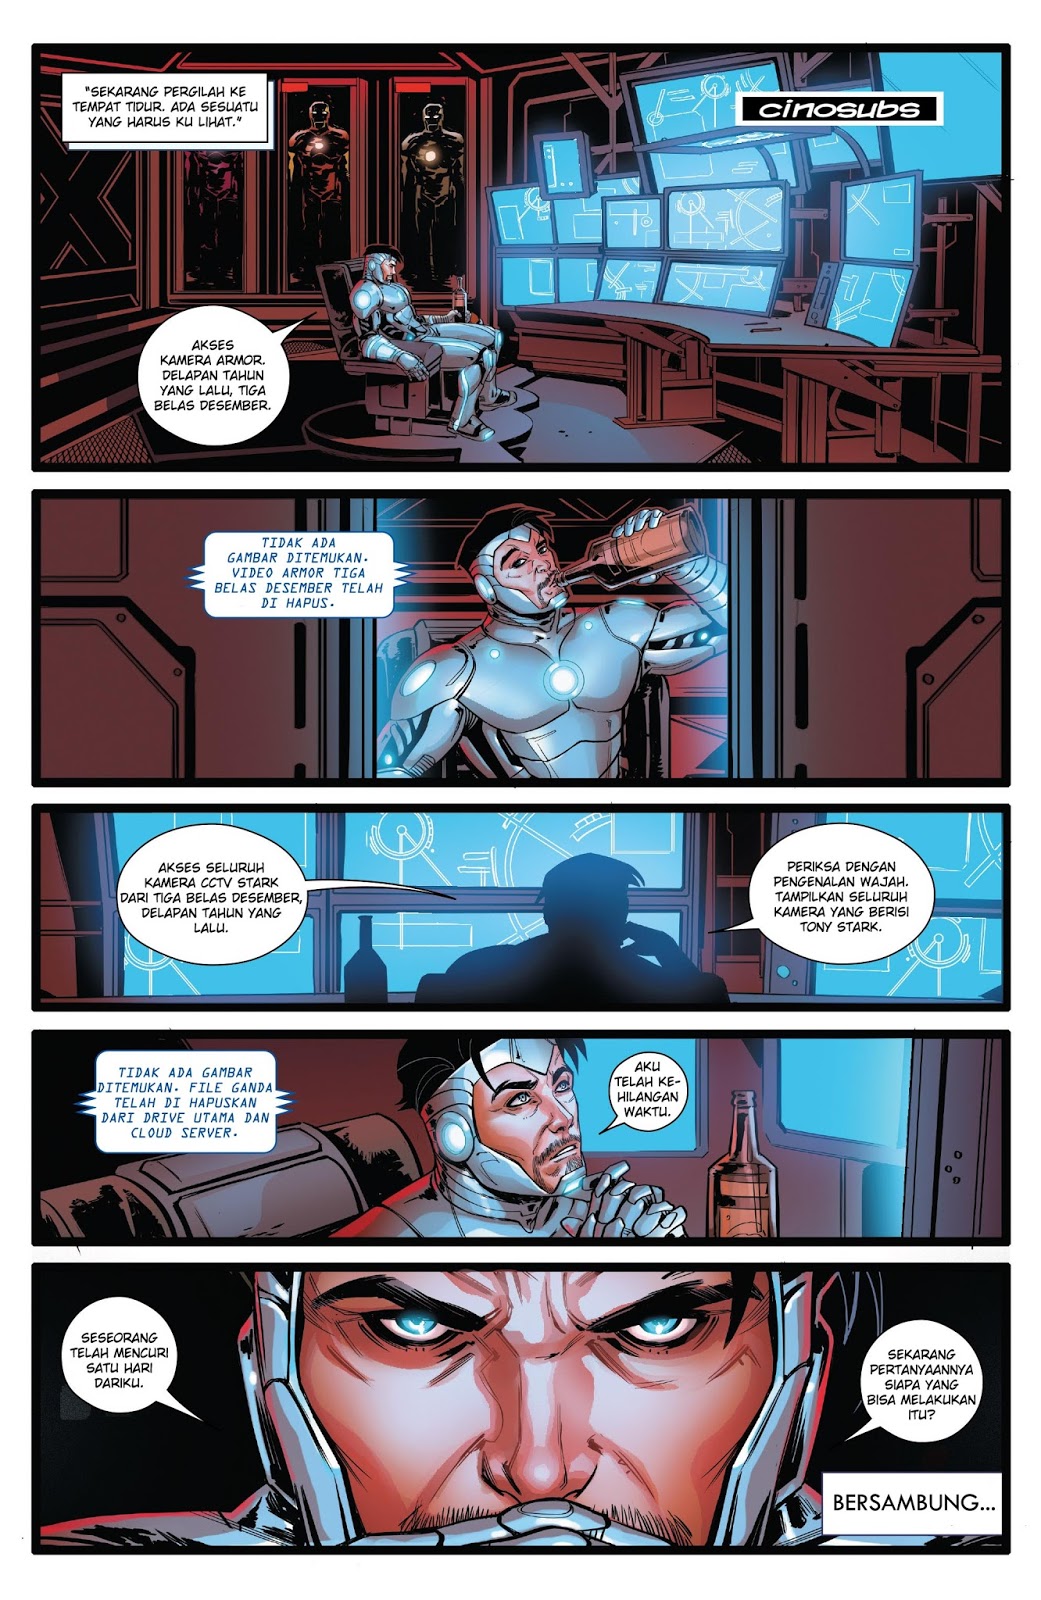 "SEKARANG PERGILAH KE
TEMPAT TIDUR. ADA SESUATU
YANG HARUS KU LIHAT."
cinosubs
AKSES
KAMERA ARMOR.
DELAPAN TAHUN
YANG LALU, TIGA
BELAS DESEMBER.
TIDAK ADA
GAMBAR DITEMUKAN.
VIDEO ARMOR TIGA
BELAS DESEMBER TELAH
DI HAPUS.
AKSES SELURUH
KAMERA CCTV STARK
DARI TIGA BELAS DESEMBER,
DELAPAN TAHUN YANG
LALU.
PERIKSA DENGAN
PENGENALAN WAJAH.
TAMPILKAN SELURUH
KAMERA YANG BERISI
TONY STARK.
TIDAK ADA GAMBAR
DITEMUKAN. FILE GANDA
TELAH DI HAPUSKAN
DARI DRIVE UTAMA DAN
CLOUD SERVER.
AKU
TELAH KE-
HILANGAN
WAKTU.
SESEORANG
TELAH MENCURI
SATU HARI
DARIKU.
SEKARANG
PERTANYAANNYA
SIAPA YANG
BISA MELAKUKAN
ITU?
BERSAMBUNG...